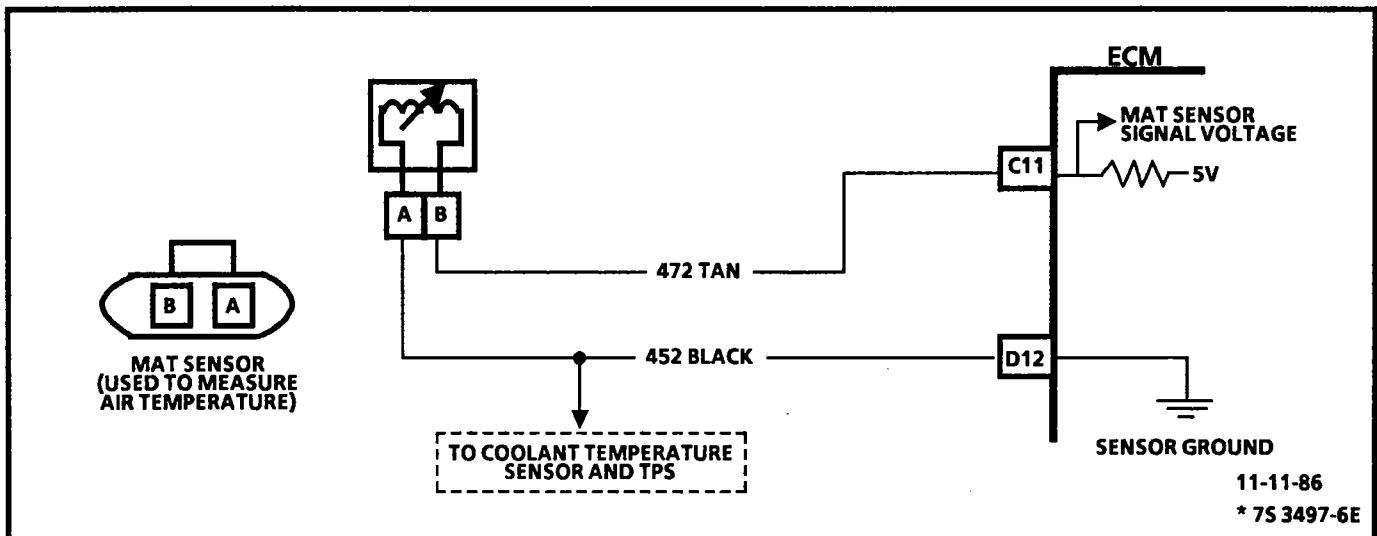 ECM
MAT SENSOR
SIGNAL VOLTAGE
C11
5V
A B
472 TAN
B A
MAT SENSOR
(USED TO MEASURE
AIR TEMPERATURE)
452 BLACK
D12
TO COOLANT TEMPERATURE
SENSOR AND TPS
SENSOR GROUND
11-11-86
* 7S 3497-6E